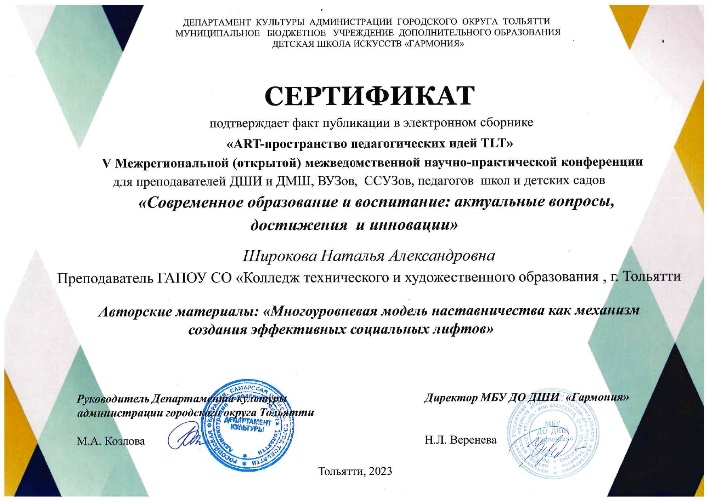 ДЕПАРТАМЕНТ КУЛЬТУРЫ АДМИНИСТРАЦИИ ГОРОДСКОГО ОКРУГА ТОЛЬЯТТИ
МУНИЦИПАЛЬНОЕ БЮДЖЕТНОЕ УЧРЕЖДЕНИЕ ДОПОЛНИТЕЛЬНОГО ОБРАЗОВАНИЯ
ДЕТСКАЯ ШКОЛА ИСКУССТВ «ГАРМОНИЯ»
СЕРТИФИКАТ
подтверждает факт публикации в электронном сборнике
«ART-пространство педагогических идей TLT»
V Межрегиональной (открытой) межведомственной научно-практической конференции
для преподавателей ДШИ и ДМШ, ВУЗов, ССУЗов, педагогов школ и детских садов
«Современное образование и воспитание: актуальные вопросы,
достижения и инновации»
Широкова Наталья Александровна
Преподаватель ГАПОУ СО «Колледж технического и художественного образования , г. Тольятти
Авторские материалы: «Многоуровневая модель наставничества как механизм
создания эффективных социальных лифтов»
Руководитель Департамента культуры
администрации городского округа Тольятти
М.А. Козлова
ДЕПАРТАМЕНТ
КУЛЬТУРЫ
Директор МБУ ДО ДШИ «Гармония»
Н.Л. Веренева
Тольятти, 2023